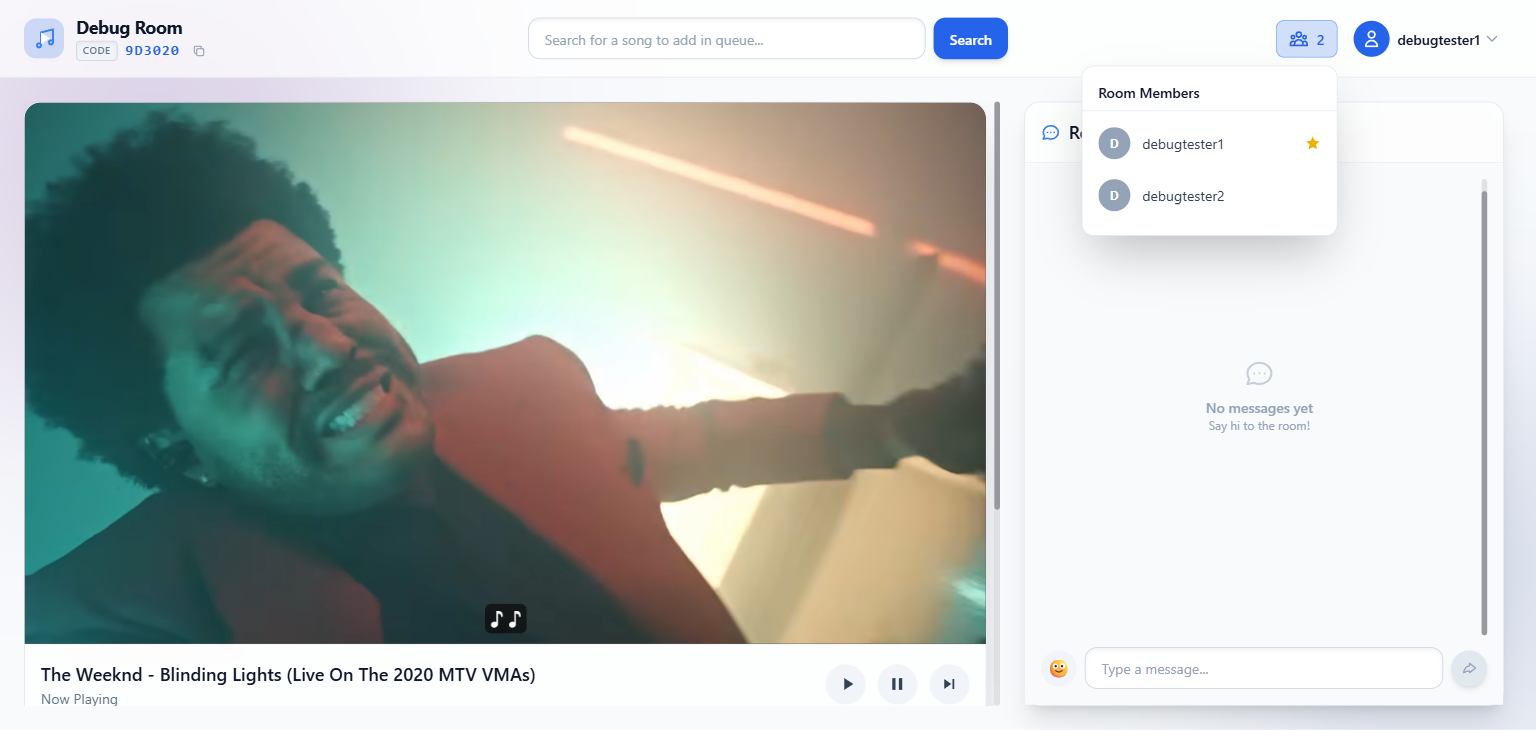 Debug Room
CODE 9D3020
Search for a song to add in queue...
Search
2
debugtester1
Room Members
D debugtester1
D debugtester2
No messages yet
Say hi to the room!
The Weeknd - Blinding Lights (Live On The 2020 MTV VMAs)
Now Playing
Type a message...